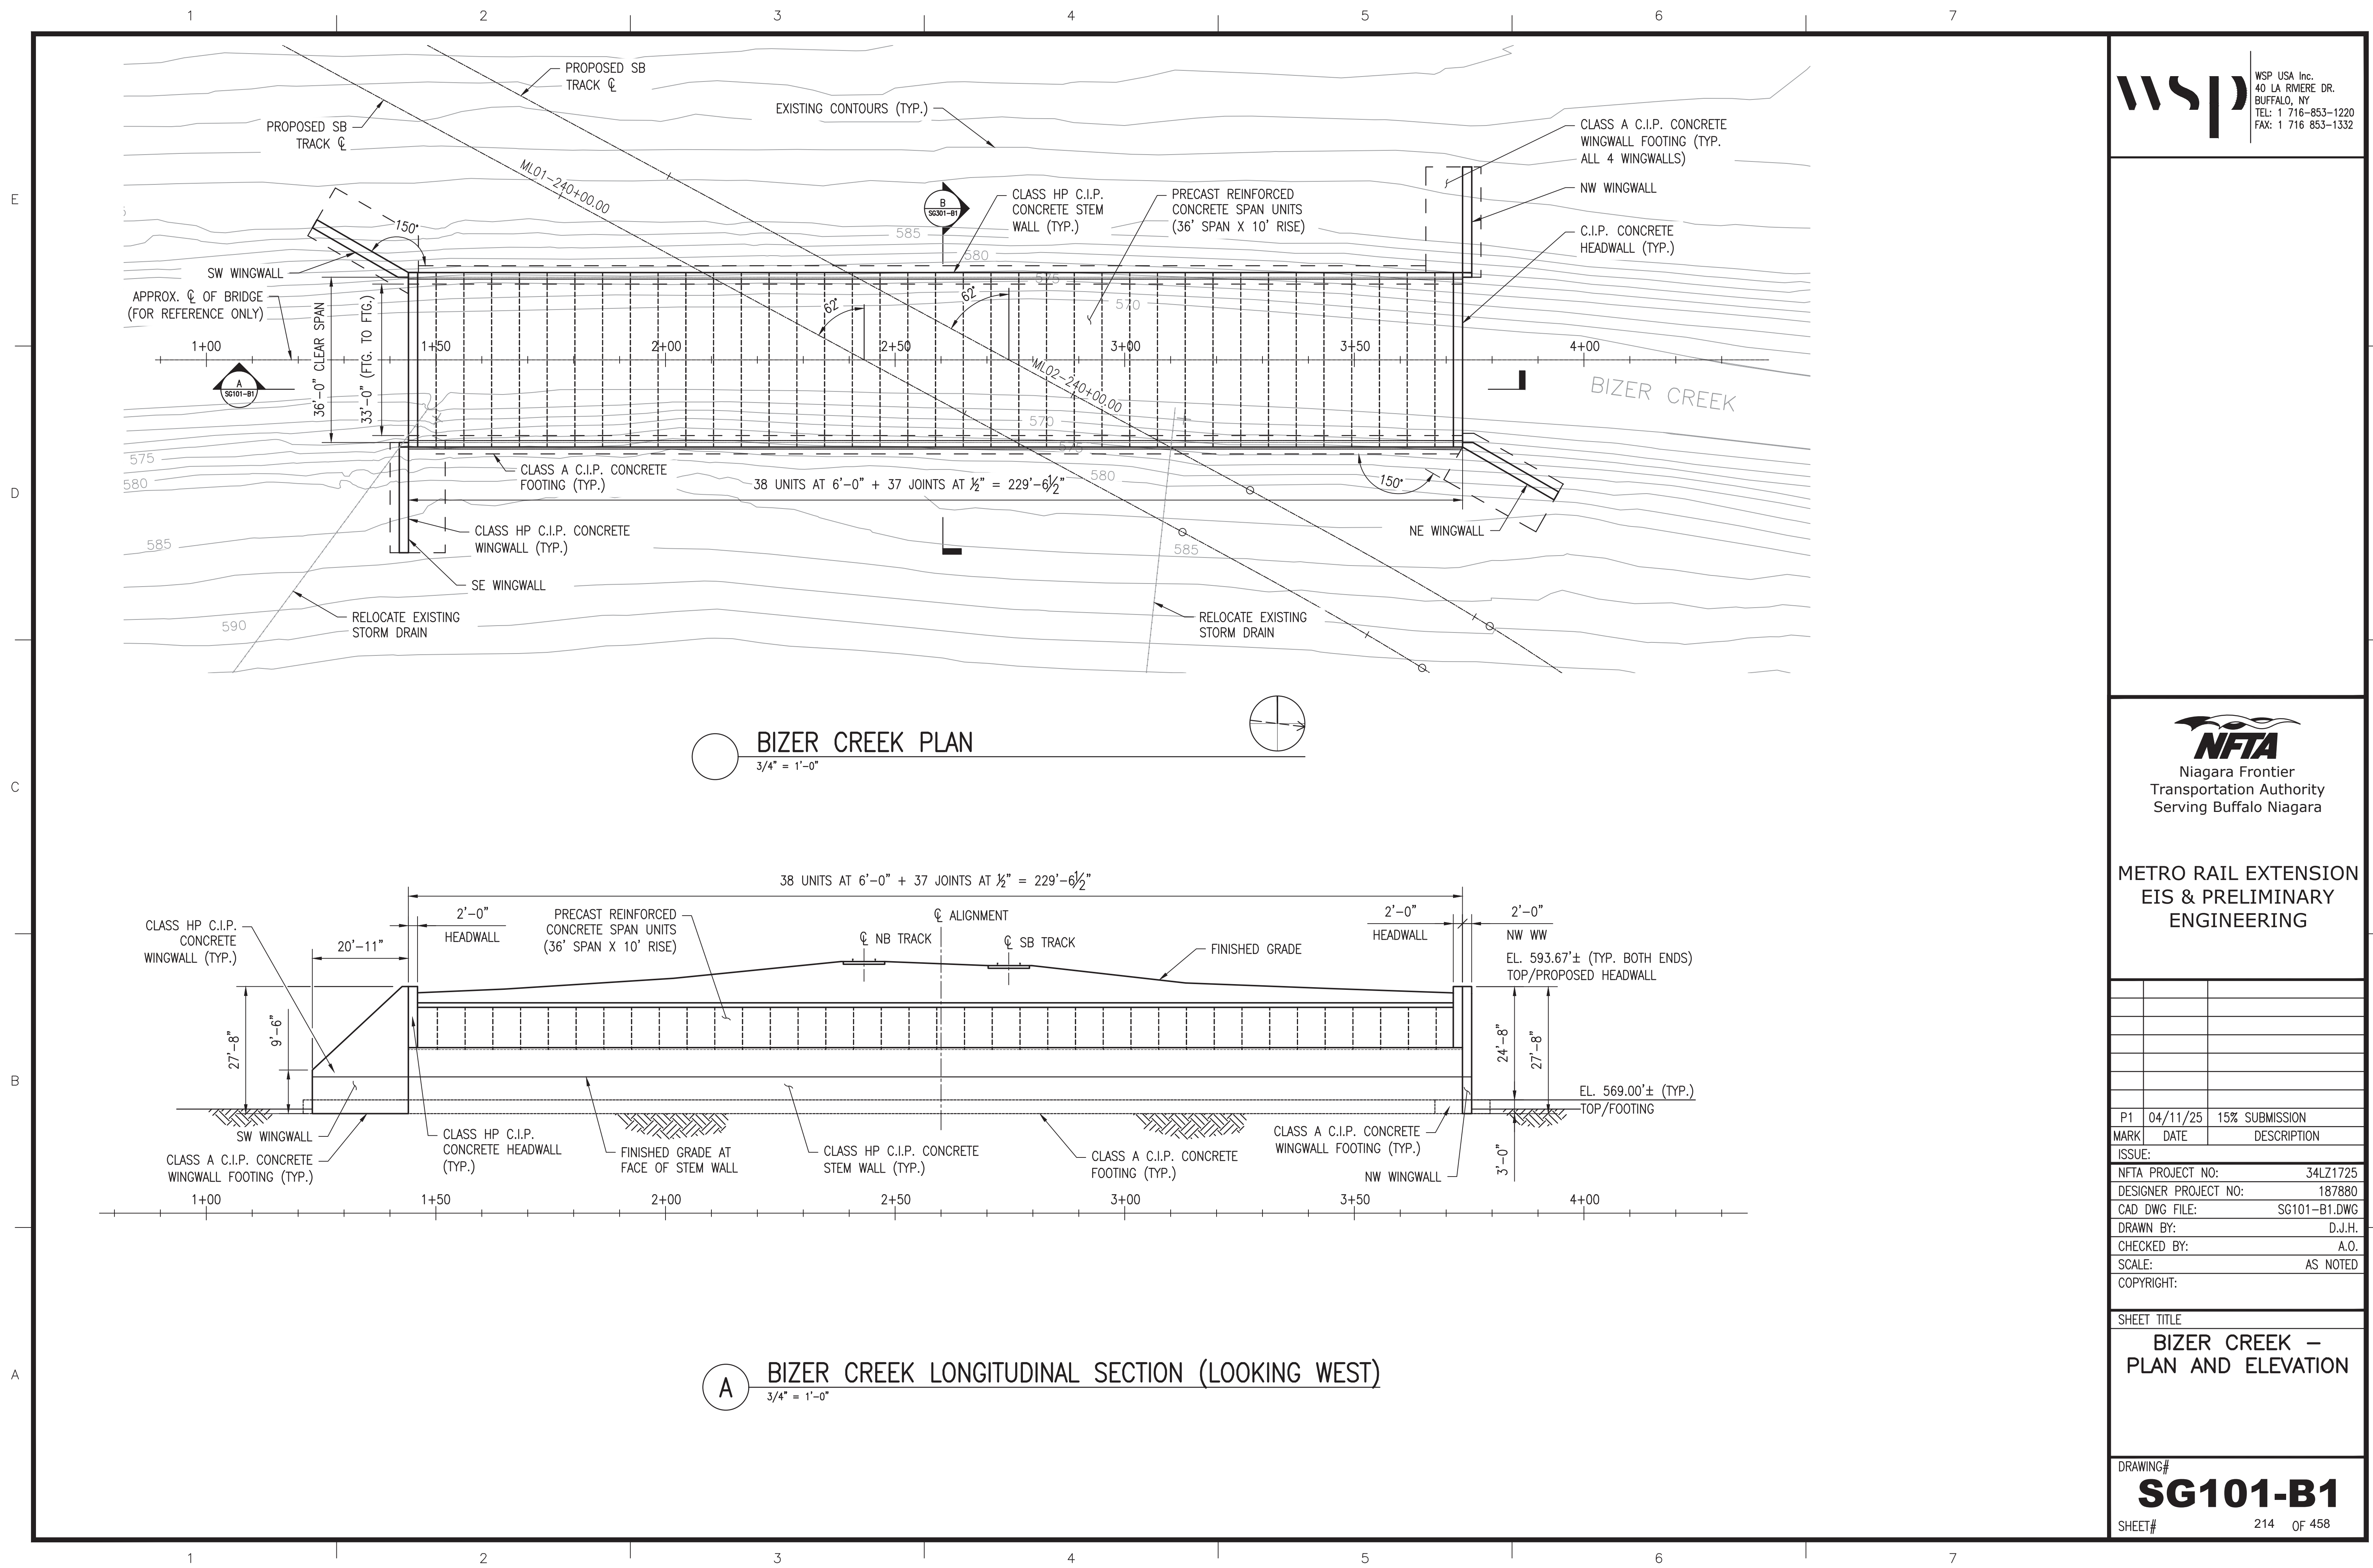 1 2 3 4 5 6 7
E
D
C
B
A
PROPOSED SB
TRACK ℄
PROPOSED SB
TRACK ℄
EXISTING CONTOURS (TYP.)
CLASS A C.I.P. CONCRETE
WINGWALL FOOTING (TYP.
ALL 4 WINGWALLS)
NW WINGWALL
C.I.P. CONCRETE
HEADWALL (TYP.)
ML01-240+00.00
B
SG301-B1
CLASS HP C.I.P.
CONCRETE STEM
WALL (TYP.)
PRECAST REINFORCED
CONCRETE SPAN UNITS
(36' SPAN X 10' RISE)
150°
585
580
575
570
SW WINGWALL
APPROX. ℄ OF BRIDGE
(FOR REFERENCE ONLY)
36'-0" CLEAR SPAN
33'-0" (FTG. TO FTG.)
62°
62°
1+00 1+50 2+00 2+50 3+00 3+50 4+00
A
SG101-B1
ML02-240+00.00
BIZER CREEK
570
575
580
575
580
585
590
585
CLASS A C.I.P. CONCRETE
FOOTING (TYP.)
38 UNITS AT 6'-0" + 37 JOINTS AT ½" = 229'-6½"
150°
CLASS HP C.I.P. CONCRETE
WINGWALL (TYP.)
NE WINGWALL
SE WINGWALL
RELOCATE EXISTING
STORM DRAIN
RELOCATE EXISTING
STORM DRAIN
BIZER CREEK PLAN
3/4" = 1'-0"
38 UNITS AT 6'-0" + 37 JOINTS AT ½" = 229'-6½"
CLASS HP C.I.P.
CONCRETE
WINGWALL (TYP.)
20'-11"
2'-0"
HEADWALL
PRECAST REINFORCED
CONCRETE SPAN UNITS
(36' SPAN X 10' RISE)
℄ ALIGNMENT
℄ NB TRACK
℄ SB TRACK
FINISHED GRADE
2'-0"
HEADWALL
2'-0"
NW WW
EL. 593.67'± (TYP. BOTH ENDS)
TOP/PROPOSED HEADWALL
27'-8"
9'-6"
24'-8"
27'-8"
EL. 569.00'± (TYP.)
TOP/FOOTING
3'-0"
SW WINGWALL
CLASS A C.I.P. CONCRETE
WINGWALL FOOTING (TYP.)
CLASS HP C.I.P.
CONCRETE HEADWALL
(TYP.)
FINISHED GRADE AT
FACE OF STEM WALL
CLASS HP C.I.P. CONCRETE
STEM WALL (TYP.)
CLASS A C.I.P. CONCRETE
FOOTING (TYP.)
CLASS A C.I.P. CONCRETE
WINGWALL FOOTING (TYP.)
NW WINGWALL
1+00 1+50 2+00 2+50 3+00 3+50 4+00
A
BIZER CREEK LONGITUDINAL SECTION (LOOKING WEST)
3/4" = 1'-0"
wsp
WSP USA Inc.
40 LA RIVIERE DR.
BUFFALO, NY
TEL: 1 716-853-1220
FAX: 1 716 853-1332
NFTA
Niagara Frontier
Transportation Authority
Serving Buffalo Niagara
METRO RAIL EXTENSION
EIS & PRELIMINARY
ENGINEERING
P1 04/11/25 15% SUBMISSION
MARK DATE DESCRIPTION
ISSUE:
NFTA PROJECT NO: 34LZ1725
DESIGNER PROJECT NO: 187880
CAD DWG FILE: SG101-B1.DWG
DRAWN BY: D.J.H.
CHECKED BY: A.O.
SCALE: AS NOTED
COPYRIGHT:
SHEET TITLE
BIZER CREEK –
PLAN AND ELEVATION
DRAWING#
SG101-B1
SHEET# 214 OF 458
1 2 3 4 5 6 7